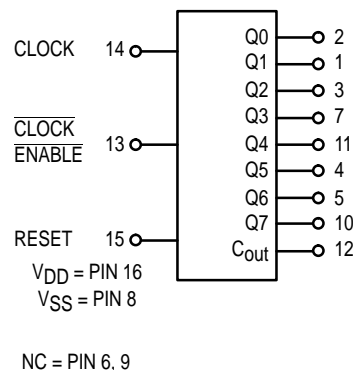 CLOCK 14 Q0 2
Q1 1
Q2 3
Q3 7
CLOCK
ENABLE 13 Q4 11
Q5 4
Q6 5
Q7 10
RESET 15 Cout 12
VDD = PIN 16
VSS = PIN 8
NC = PIN 6, 9